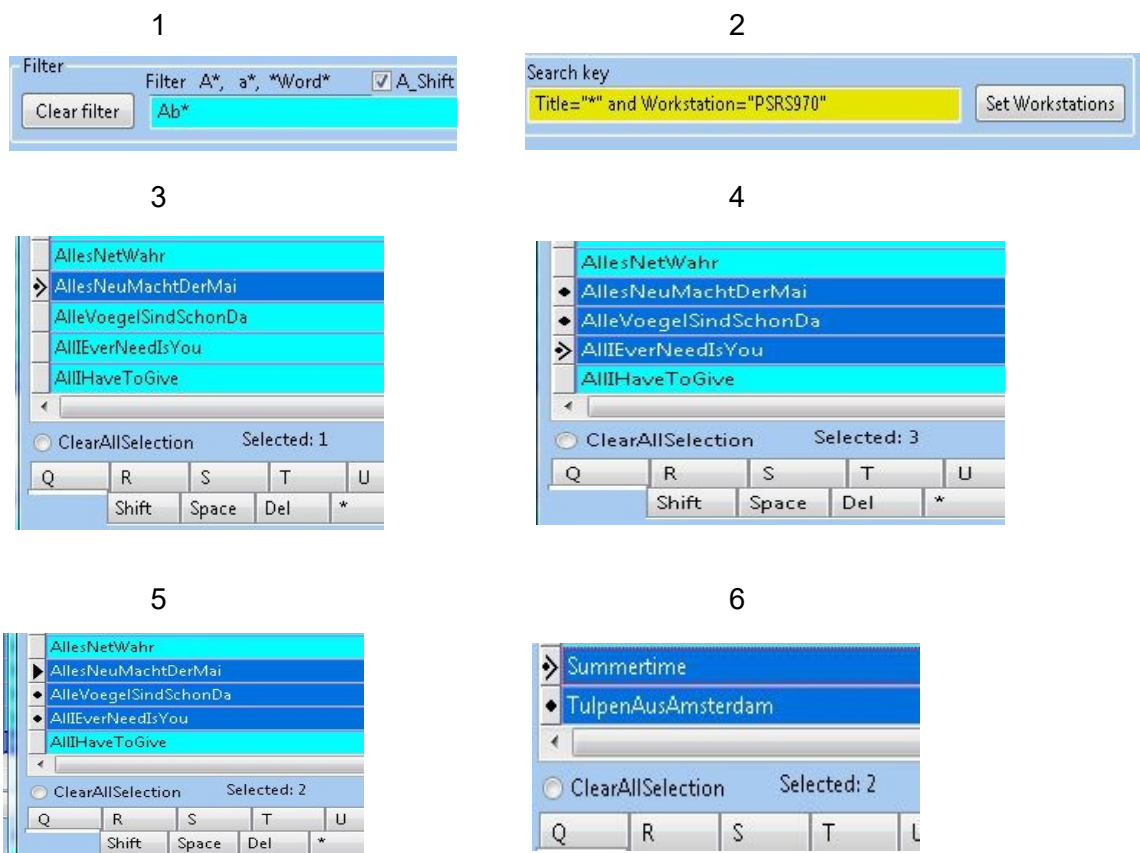 1
Filter
Filter A*, a*, *Word* A_Shift
Clear filter
Ab*
2
Search key
Title="*" and Workstation="PSRS970"
Set Workstations
3
AllesNetWahr
AllesNeuMachtDerMai
AlleVoegelSindSchonDa
AllIEverNeedIsYou
AllIHaveToGive
ClearAllSelection Selected: 1
Q R S T U
Shift Space Del *
4
AllesNetWahr
AllesNeuMachtDerMai
AlleVoegelSindSchonDa
AllIEverNeedIsYou
AllIHaveToGive
ClearAllSelection Selected: 3
Q R S T U
Shift Space Del *
5
AllesNetWahr
AllesNeuMachtDerMai
AlleVoegelSindSchonDa
AllIEverNeedIsYou
AllIHaveToGive
ClearAllSelection Selected: 2
Q R S T U
Shift Space Del *
6
Summertime
TulpenAusAmsterdam
ClearAllSelection Selected: 2
Q R S T